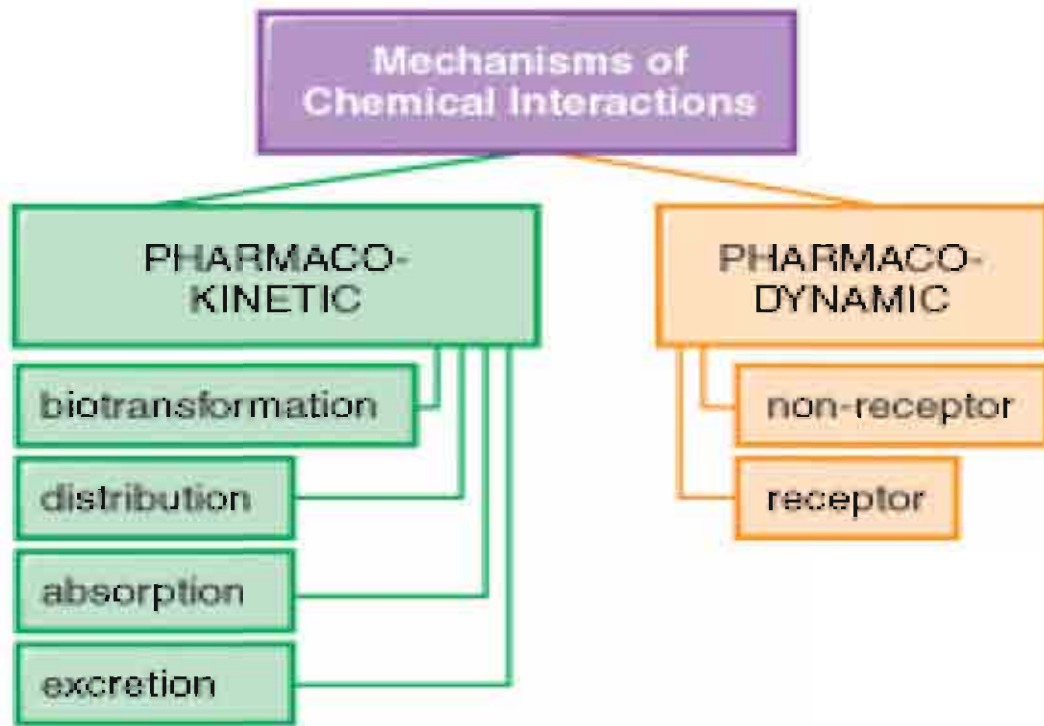 Mechanisms of
Chemical Interactions
PHARMACO-
KINETIC
biotransformation
distribution
absorption
excretion
PHARMACO-
DYNAMIC
non-receptor
receptor